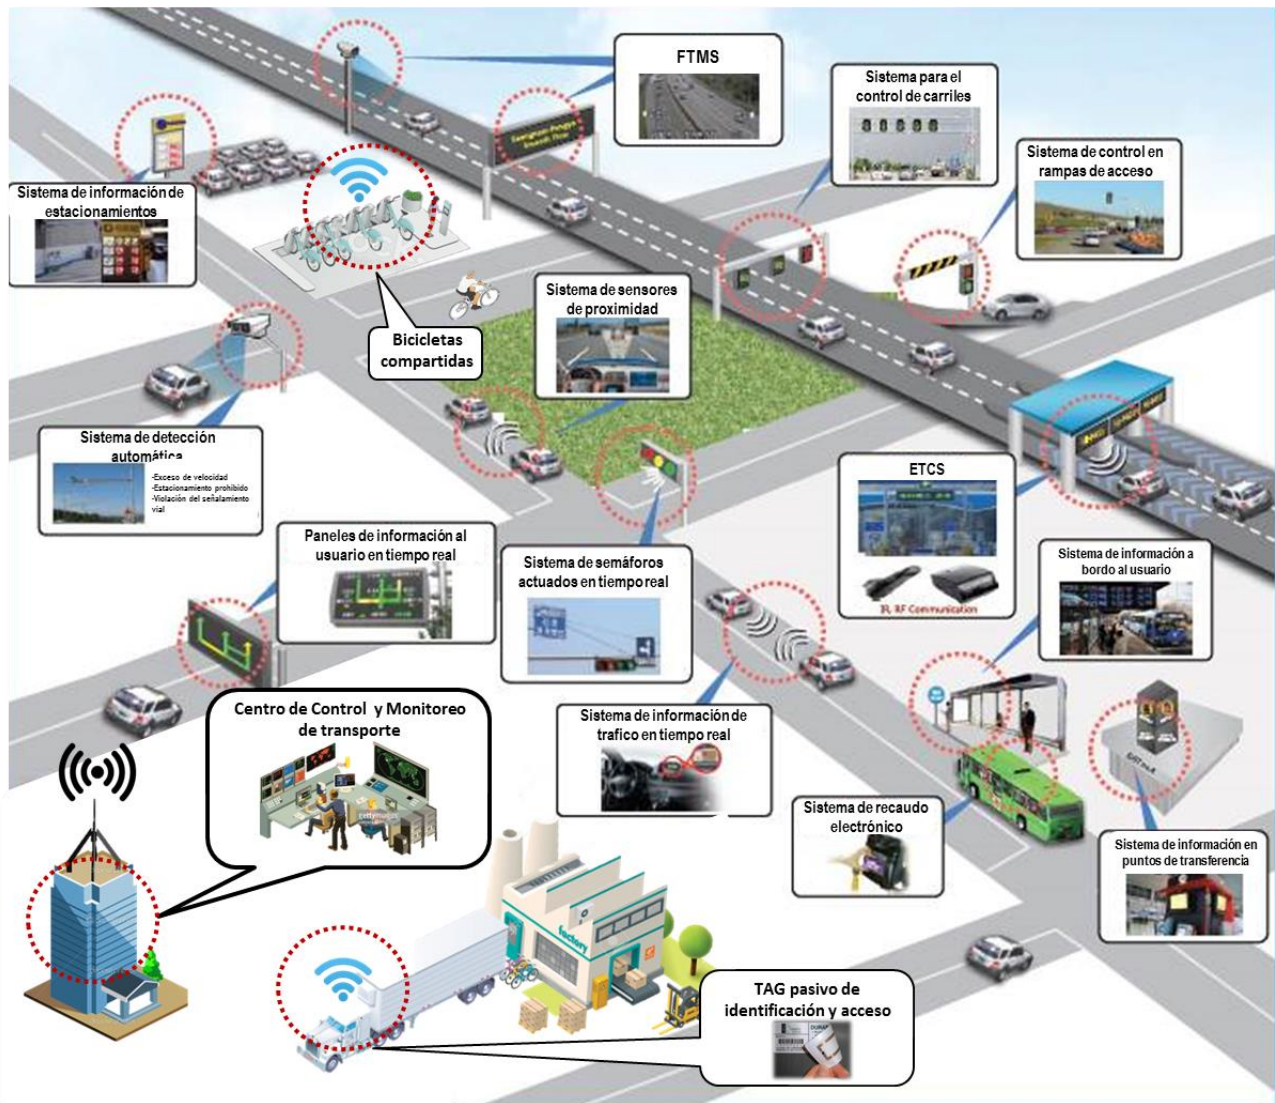 FTMS
Sistema para el
control de carriles
Sistema de control en
rampas de acceso
Sistema de información de
estacionamientos
Bicicletas
compartidas
Sistema de sensores
de proximidad
Sistema de detección
automática
-Exceso de velocidad
-Estacionamiento prohibido
-Violación del señalamiento
vial
ETCS
IR, RF Communication
Paneles de información al
usuario en tiempo real
Sistema de semáforos
actuados en tiempo real
Sistema de información a
bordo al usuario
Centro de Control y Monitoreo
de transporte
gettyimages
Sistema de información de
trafico en tiempo real
Sistema de recaudo
electrónico
Sistema de información en
puntos de transferencia
factory
TAG pasivo de
identificación y acceso